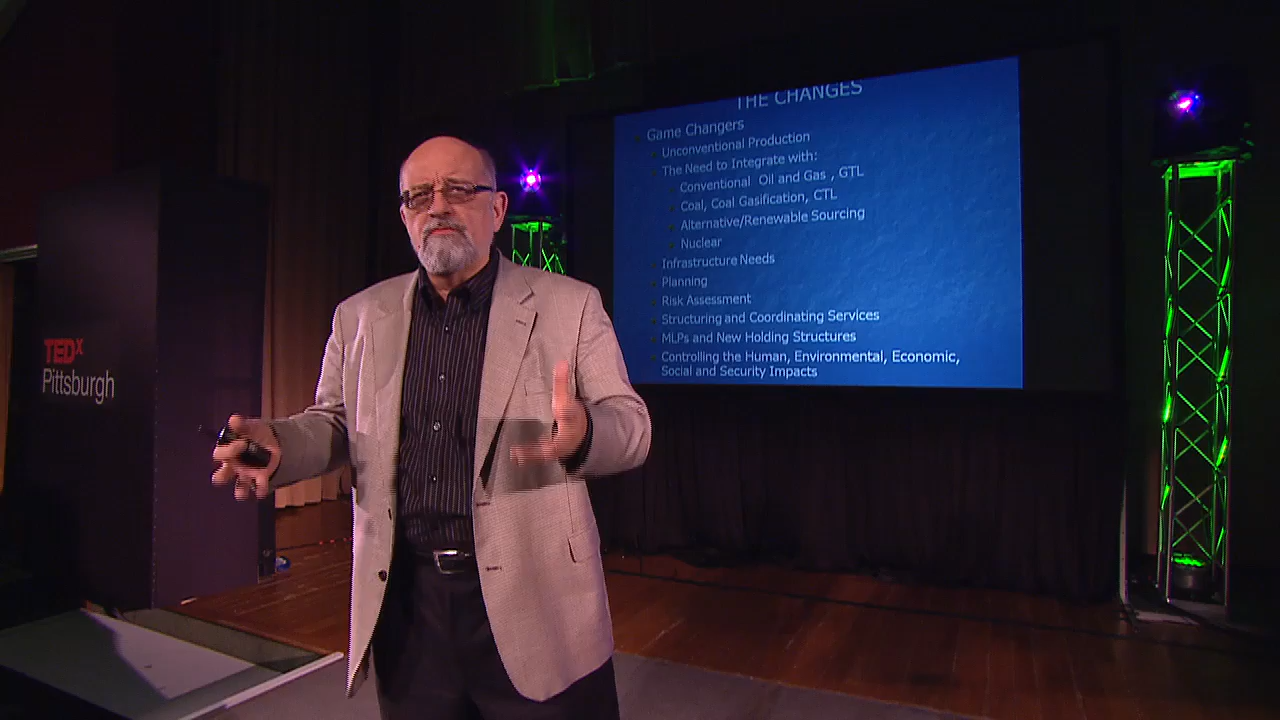 TEDx
Pittsburgh
THE CHANGES
Game Changers
Unconventional Production
The Need to Integrate with:
Conventional Oil and Gas , GTL
Coal, Coal Gasification, CTL
Alternative/Renewable Sourcing
Nuclear
Infrastructure Needs
Planning
Risk Assessment
Structuring and Coordinating Services
MLPs and New Holding Structures
Controlling the Human, Environmental, Economic,
Social and Security Impacts